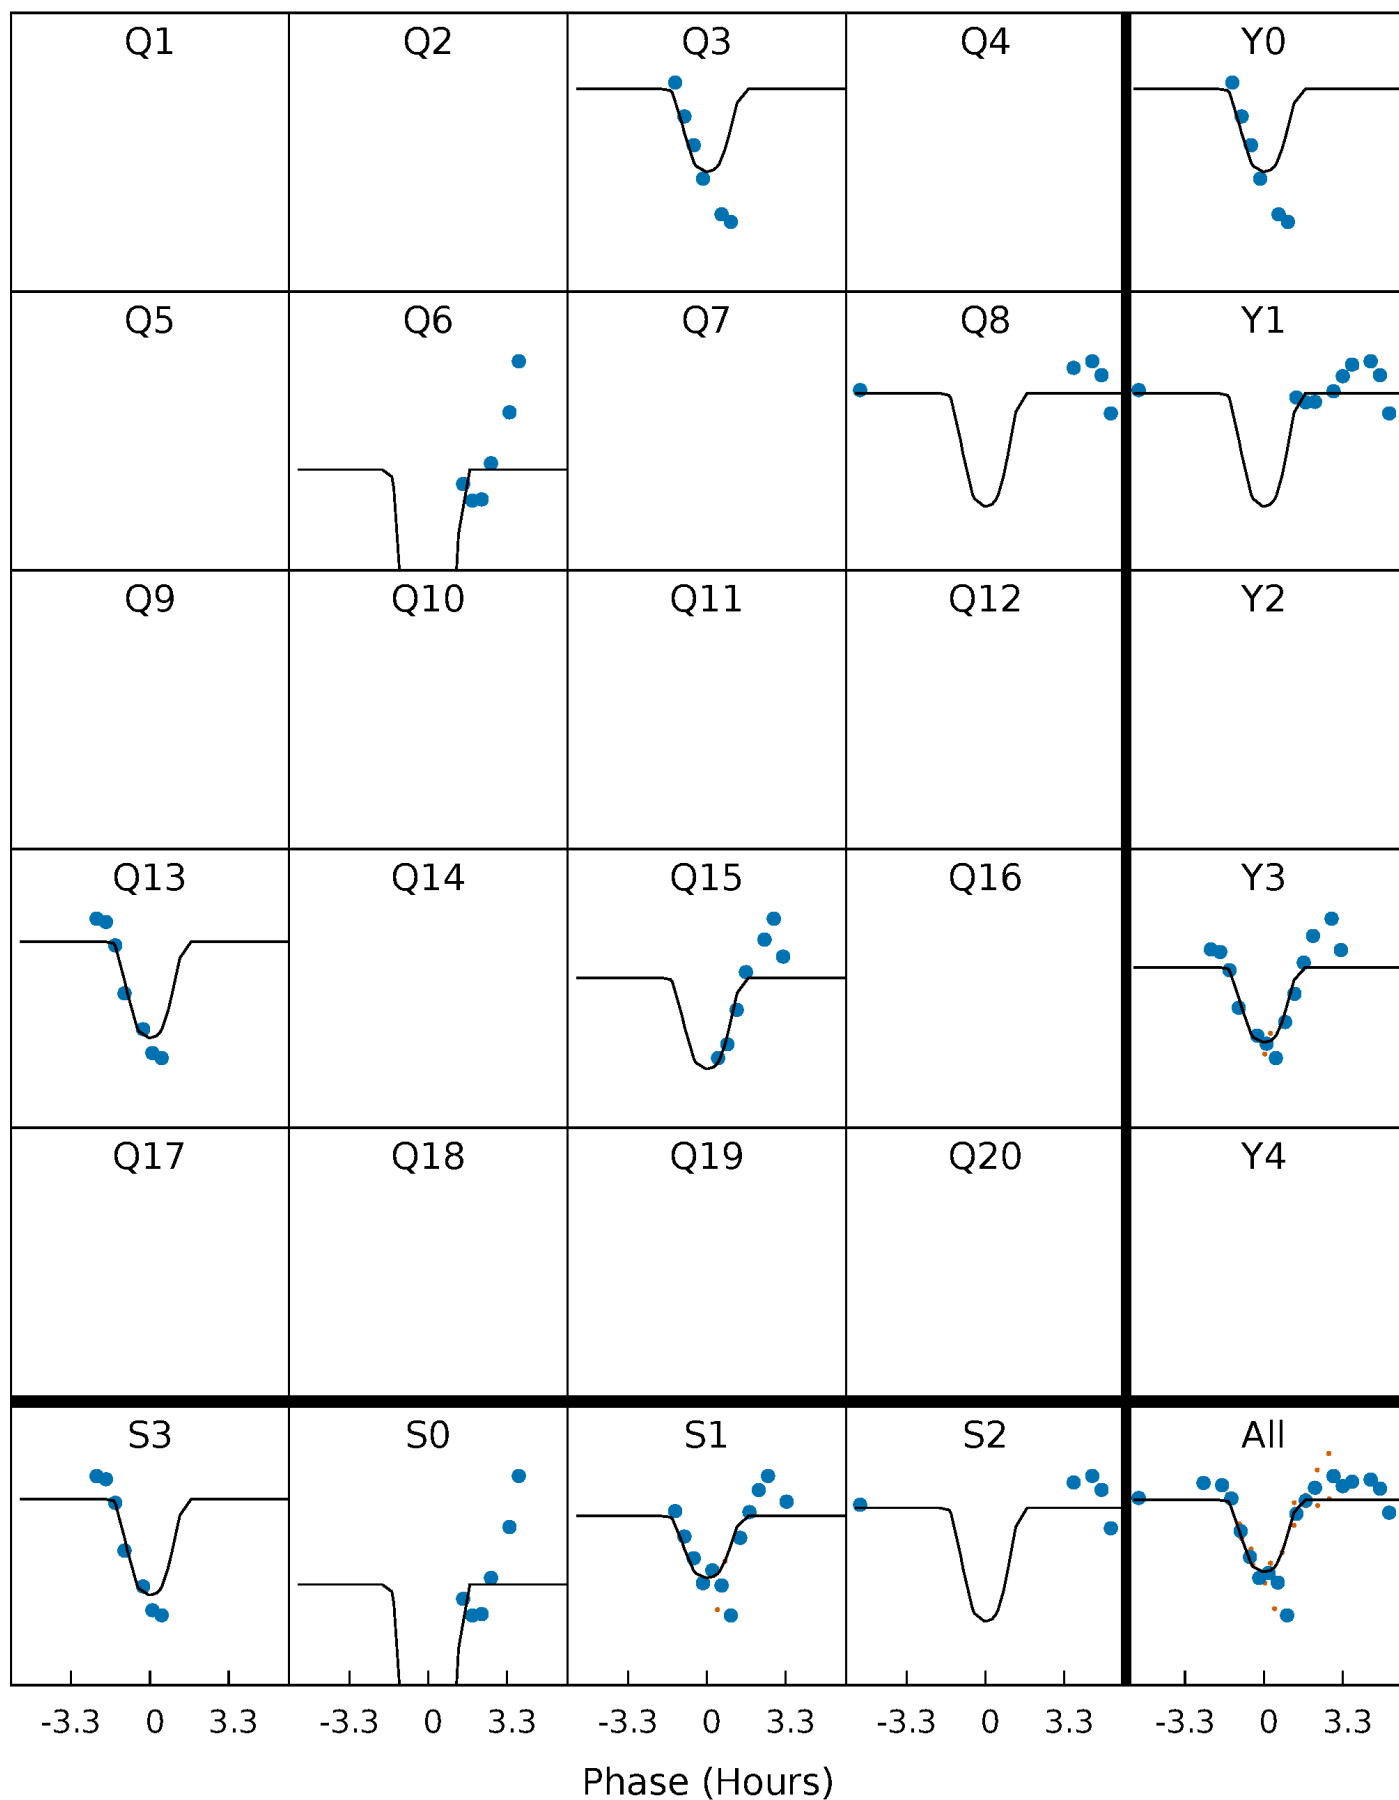 Q1 Q2 Q3 Q4 Y0
Q5 Q6 Q7 Q8 Y1
Q9 Q10 Q11 Q12 Y2
Q13 Q14 Q15 Q16 Y3
Q17 Q18 Q19 Q20 Y4
S3 S0 S1 S2 All
-3.3 0 3.3 -3.3 0 3.3 -3.3 0 3.3 -3.3 0 3.3 -3.3 0 3.3
Phase (Hours)